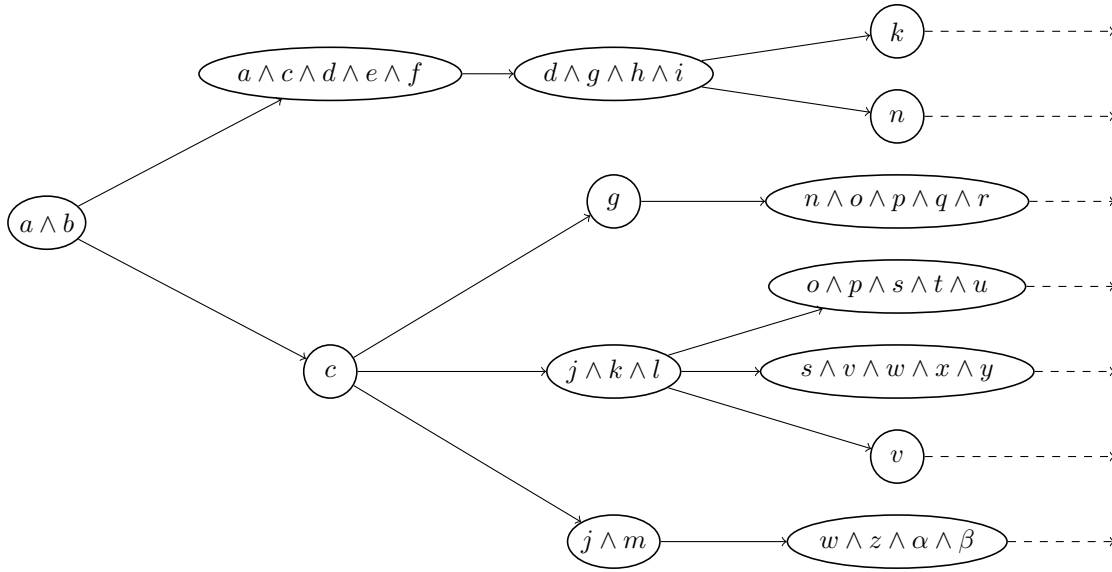 k
a ∧ c ∧ d ∧ e ∧ f
d ∧ g ∧ h ∧ i
n
g
n ∧ o ∧ p ∧ q ∧ r
a ∧ b
o ∧ p ∧ s ∧ t ∧ u
c
j ∧ k ∧ l
s ∧ v ∧ w ∧ x ∧ y
v
j ∧ m
w ∧ z ∧ α ∧ β